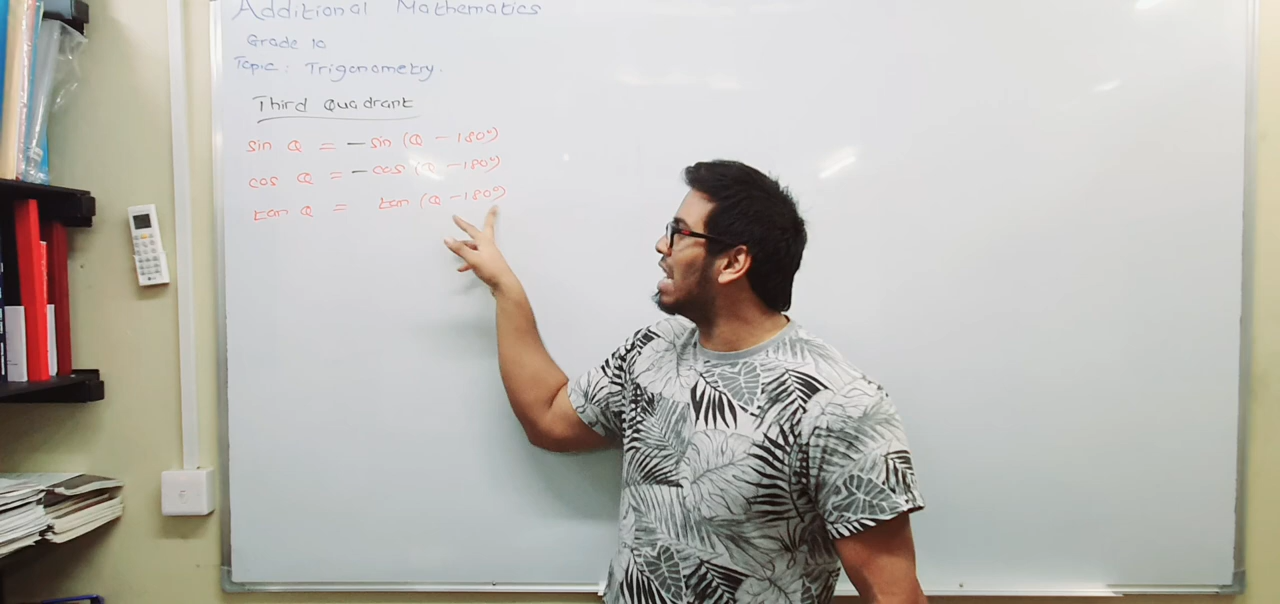 Additional Mathematics
Grade 10
Topic: Trigonometry.
Third Quadrant
sin Q = -sin (Q - 180°)
cos Q = -cos (Q - 180°)
tan Q = tan (Q - 180°)